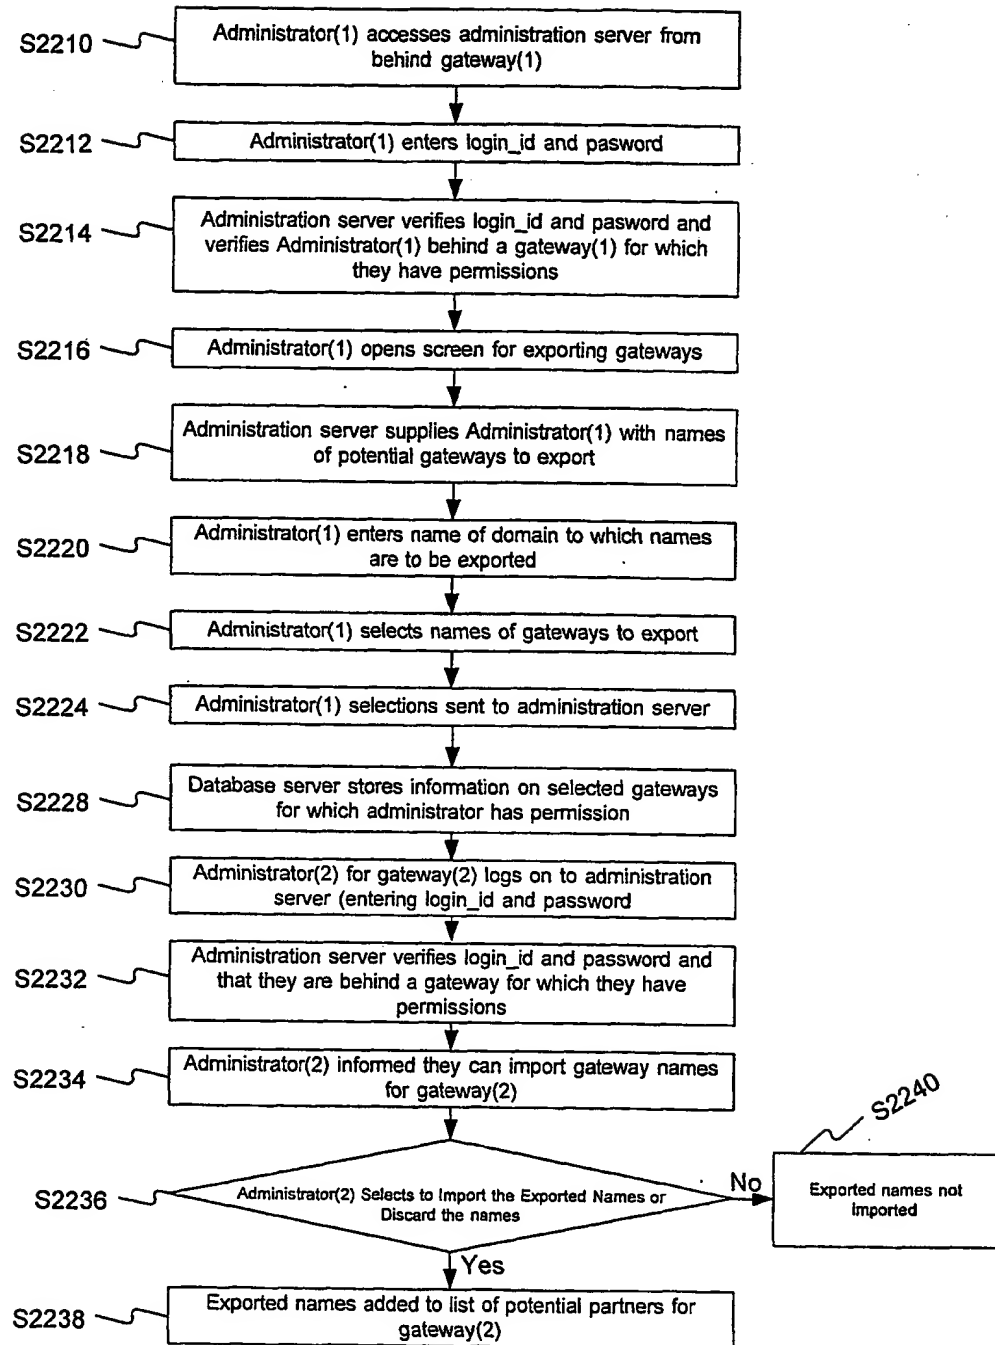 S2210
Administrator(1) accesses administration server from
behind gateway(1)
S2212
Administrator(1) enters login_id and pasword
S2214
Administration server verifies login_id and pasword and
verifies Administrator(1) behind a gateway(1) for which
they have permissions
S2216
Administrator(1) opens screen for exporting gateways
S2218
Administration server supplies Administrator(1) with names
of potential gateways to export
S2220
Administrator(1) enters name of domain to which names
are to be exported
S2222
Administrator(1) selects names of gateways to export
S2224
Administrator(1) selections sent to administration server
S2228
Database server stores information on selected gateways
for which administrator has permission
S2230
Administrator(2) for gateway(2) logs on to administration
server (entering login_id and password
S2232
Administration server verifies login_id and password and
that they are behind a gateway for which they have
permissions
S2234
Administrator(2) informed they can import gateway names
for gateway(2)
S2236
Administrator(2) Selects to Import the Exported Names or
Discard the names
No
S2240
Exported names not
imported
Yes
S2238
Exported names added to list of potential partners for
gateway(2)